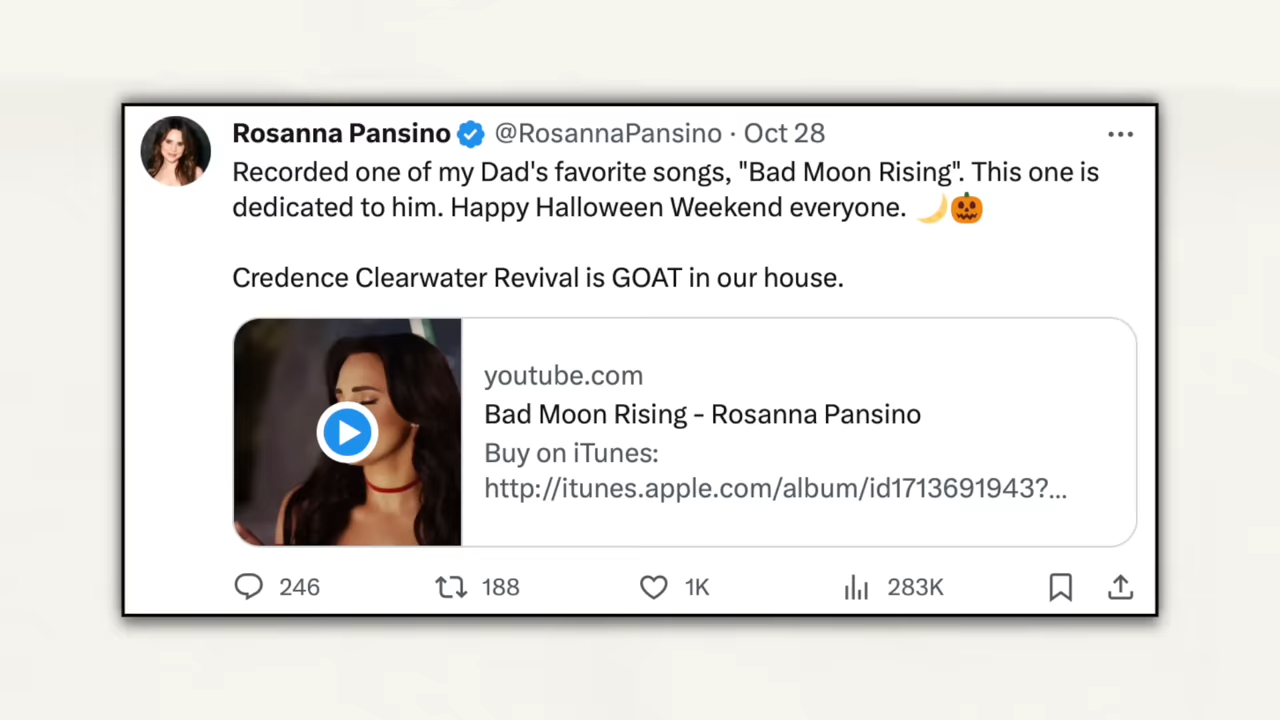 Rosanna Pansino @RosannaPansino · Oct 28
Recorded one of my Dad's favorite songs, "Bad Moon Rising". This one is
dedicated to him. Happy Halloween Weekend everyone. 🌙🎃
Credence Clearwater Revival is GOAT in our house.
youtube.com
Bad Moon Rising - Rosanna Pansino
Buy on iTunes:
http://itunes.apple.com/album/id1713691943?...
246 188 1K 283K